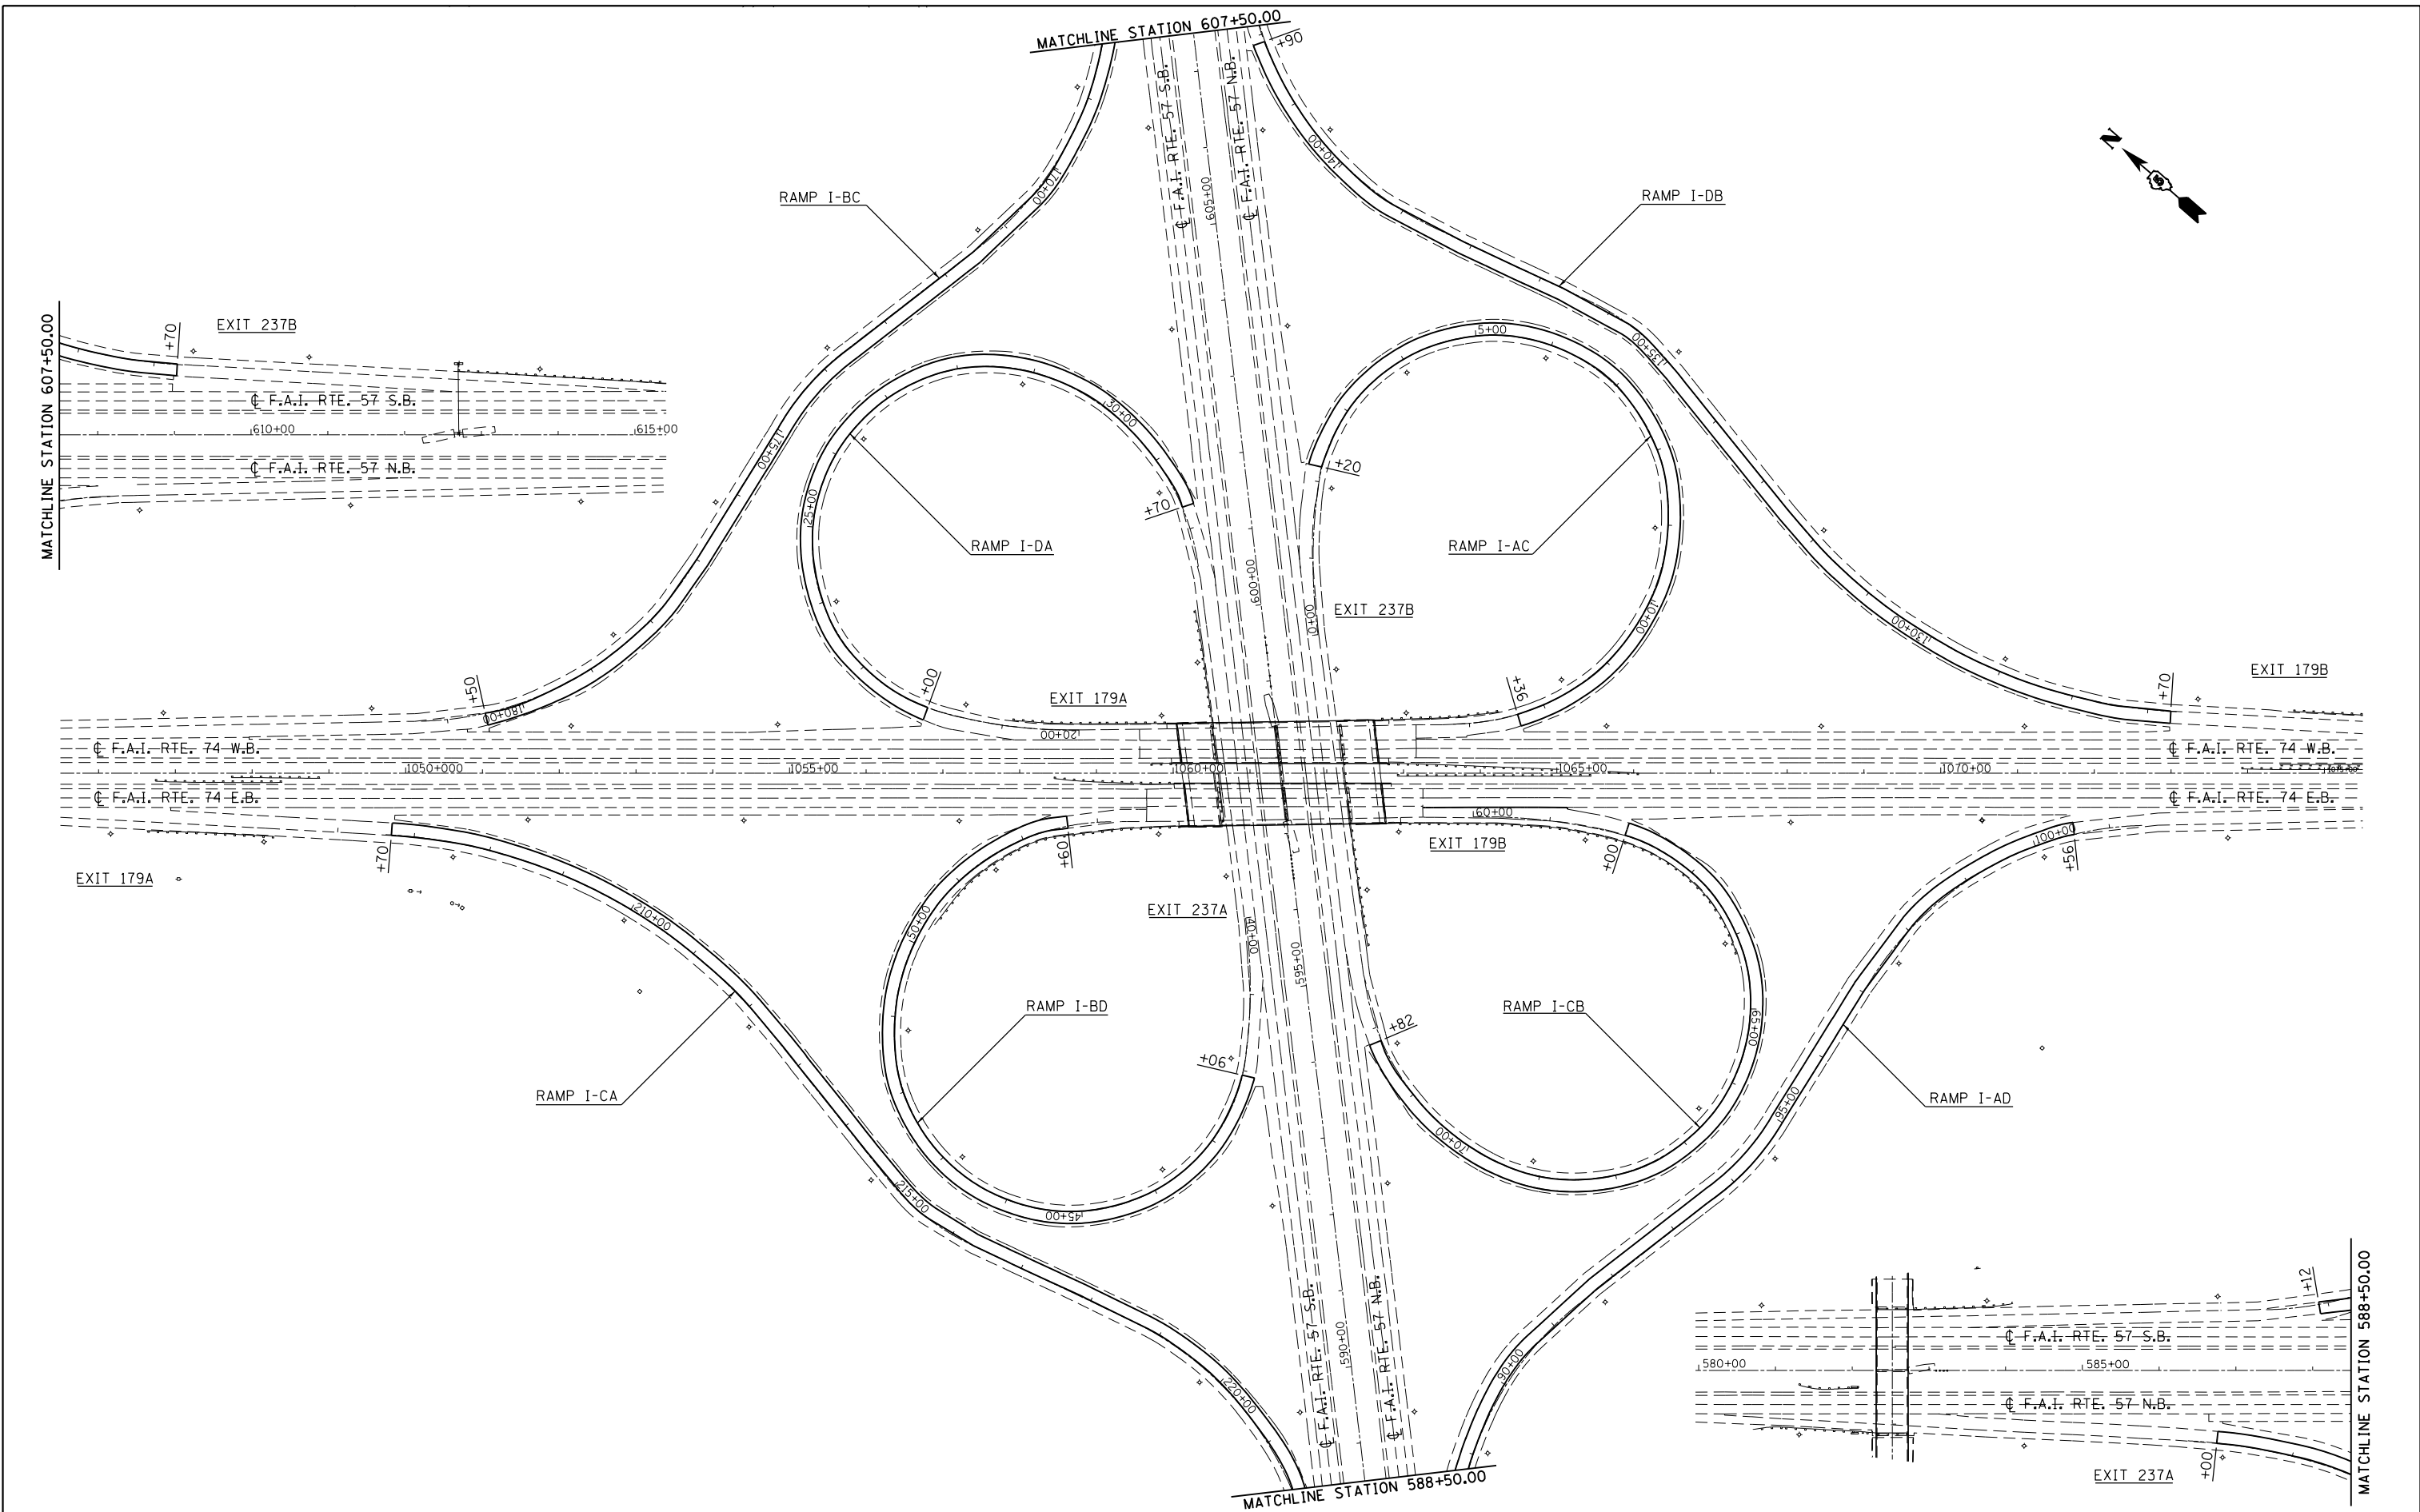 MATCHLINE STATION 607+50.00
+90
℄ F.A.I. RTE. 57 S.B.
℄ F.A.I. RTE. 57 N.B.
605+00
N
5
140+00
170+00
RAMP I-BC
RAMP I-DB
MATCHLINE STATION 607+50.00
+70
EXIT 237B
℄ F.A.I. RTE. 57 S.B.
610+00
615+00
℄ F.A.I. RTE. 57 N.B.
5+00
135+00
30+00
175+00
+20
25+00
+70
RAMP I-DA
RAMP I-AC
600+00
0+00
EXIT 237B
10+00
130+00
EXIT 179B
+50
180+00
+00
EXIT 179A
+36
+70
20+00
℄ F.A.I. RTE. 74 W.B.
℄ F.A.I. RTE. 74 W.B.
1050+000
1055+00
1060+00
1065+00
1070+00
1075+00
℄ F.A.I. RTE. 74 E.B.
℄ F.A.I. RTE. 74 E.B.
60+00
+70
+60
EXIT 179B
+00
100+00
+56
EXIT 179A
210+00
50+00
EXIT 237A
40+00
595+00
RAMP I-BD
RAMP I-CB
65+00
+82
+06
RAMP I-CA
RAMP I-AD
95+00
70+00
215+00
45+00
℄ F.A.I. RTE. 57 S.B.
℄ F.A.I. RTE. 57 N.B.
590+00
90+00
220+00
MATCHLINE STATION 588+50.00
+12
MATCHLINE STATION 588+50.00
℄ F.A.I. RTE. 57 S.B.
580+00
585+00
℄ F.A.I. RTE. 57 N.B.
+00
EXIT 237A